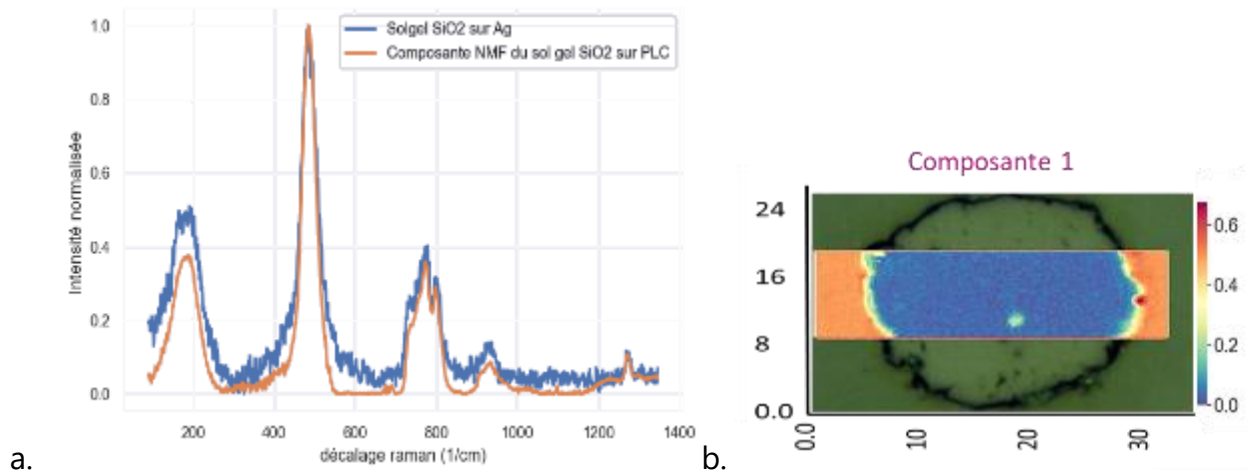 Solgel SiO2 sur Ag
Composante NMF du sol gel SiO2 sur PLC
Intensité normalisée
1.0
0.8
0.6
0.4
0.2
0.0
200 400 600 800 1000 1200 1400
décalage raman (1/cm)
a.
Composante 1
24
16
8
0.0
0.0 10 20 30
0.6
0.4
0.2
0.0
b.